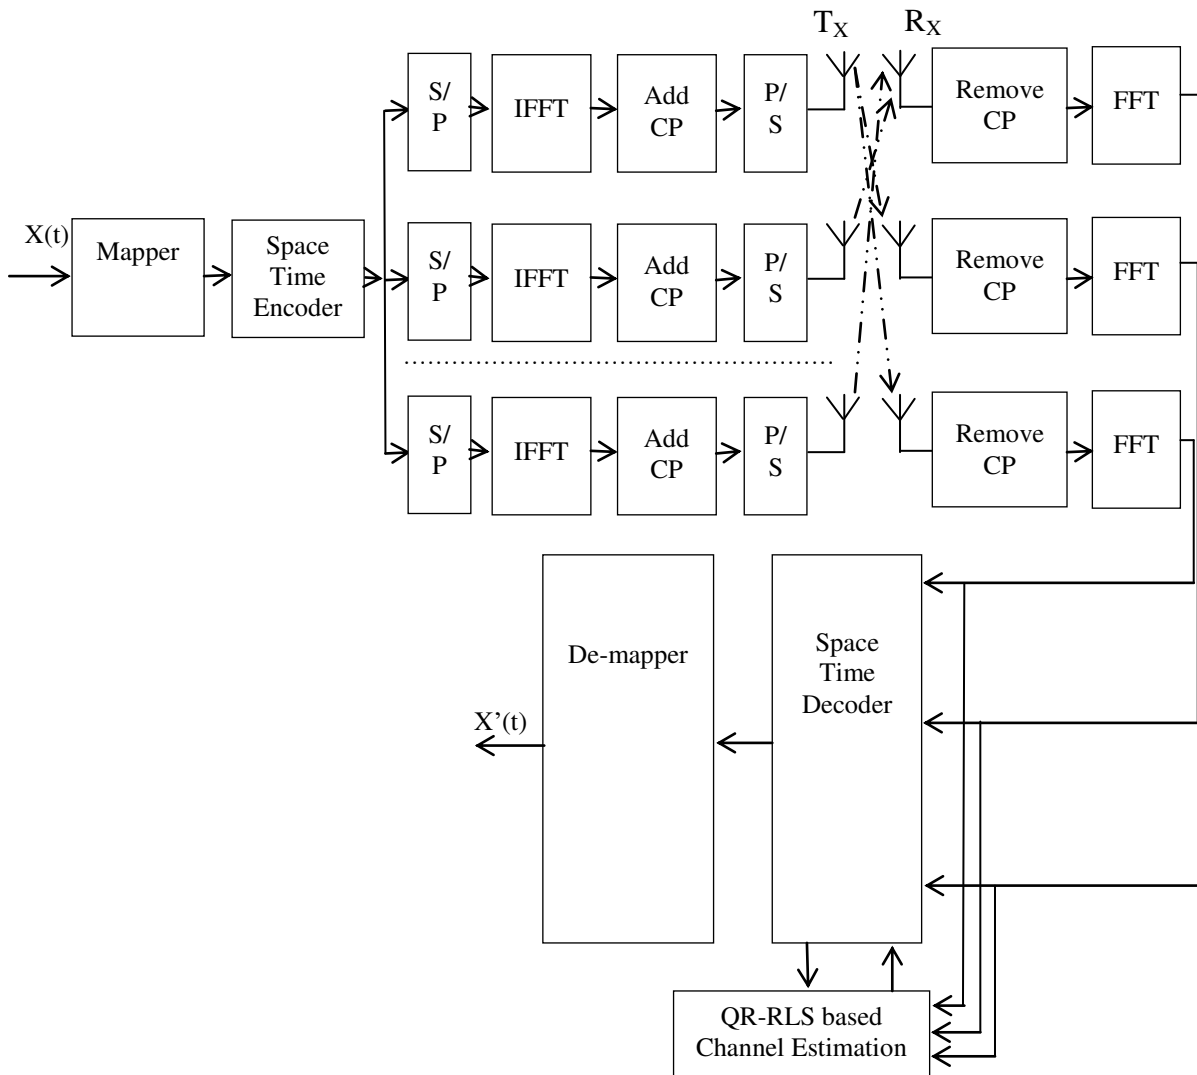 T_X R_X
S/
P
IFFT
Add
CP
P/
S
Remove
CP
FFT
X(t)
Mapper
Space
Time
Encoder
S/
P
IFFT
Add
CP
P/
S
Remove
CP
FFT
S/
P
IFFT
Add
CP
P/
S
Remove
CP
FFT
De-mapper
Space
Time
Decoder
X’(t)
QR-RLS based
Channel Estimation